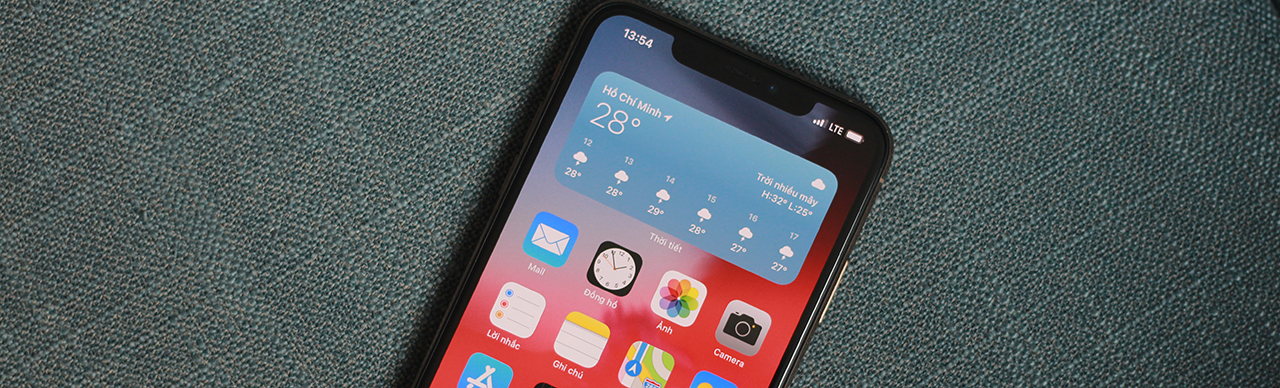 13:54
LTE
Hồ Chí Minh
28°
Trời nhiều mây
H:32° L:25°
12 13 14 15 16 17
28° 28° 29° 28° 27° 27°
Thời tiết
Mail Đồng hồ Ảnh Camera
Lời nhắc Ghi chú
280